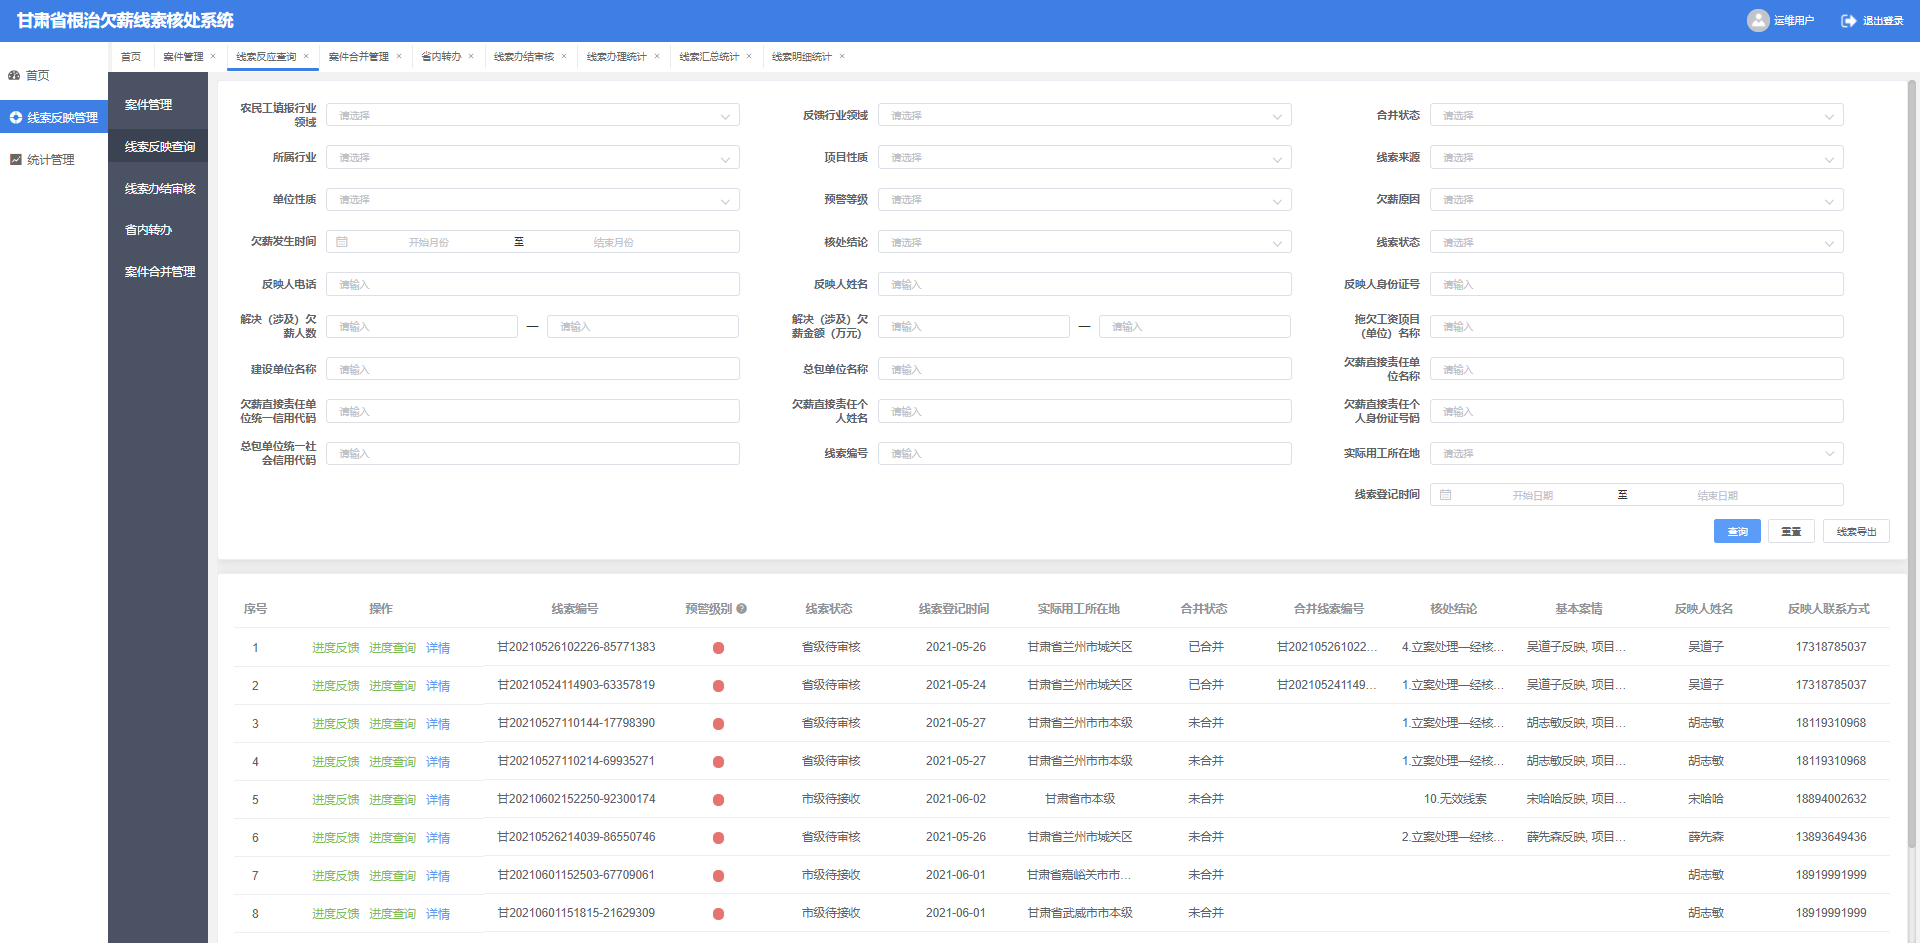 甘肃省根治欠薪线索核处系统
运维用户
退出登录
首页
案件管理 ×
线索反应查询 ×
案件合并管理 ×
省内转办 ×
线索办结审核 ×
线索办理统计 ×
线索汇总统计 ×
线索明细统计 ×
首页
线索反映管理
统计管理
案件管理
线索反映查询
线索办结审核
省内转办
案件合并管理
农民工填报行业
领域
请选择
反馈行业领域
请选择
合并状态
请选择
所属行业
请选择
项目性质
请选择
线索来源
请选择
单位性质
请选择
预警等级
请选择
欠薪原因
请选择
欠薪发生时间
开始月份 至 结束月份
核处结论
请选择
线索状态
请选择
反映人电话
请输入
反映人姓名
请输入
反映人身份证号
请输入
解决（涉及）欠
薪人数
请输入 — 请输入
解决（涉及）欠
薪金额（万元）
请输入 — 请输入
拖欠工资项目
（单位）名称
请输入
建设单位名称
请输入
总包单位名称
请输入
欠薪直接责任单
位名称
请输入
欠薪直接责任单
位统一信用代码
请输入
欠薪直接责任个
人姓名
请输入
欠薪直接责任个
人身份证号码
请输入
总包单位统一社
会信用代码
请输入
线索编号
请输入
实际用工所在地
请选择
线索登记时间
开始日期 至 结束日期
查询 重置 线索导出
序号 操作 线索编号 预警级别 线索状态 线索登记时间 实际用工所在地 合并状态 合并线索编号 核处结论 基本案情 反映人姓名 反映人联系方式
1 进度反馈 进度查询 详情 甘20210526102226-85771383 省级待审核 2021-05-26 甘肃省兰州市城关区 已合并 甘202105261022... 4.立案处理—经核... 吴道子反映, 项目... 吴道子 17318785037
2 进度反馈 进度查询 详情 甘20210524114903-63357819 省级待审核 2021-05-24 甘肃省兰州市城关区 已合并 甘202105241149... 1.立案处理—经核... 吴道子反映, 项目... 吴道子 17318785037
3 进度反馈 进度查询 详情 甘20210527110144-17798390 省级待审核 2021-05-27 甘肃省兰州市市本级 未合并 1.立案处理—经核... 胡志敏反映, 项目... 胡志敏 18119310968
4 进度反馈 进度查询 详情 甘20210527110214-69935271 省级待审核 2021-05-27 甘肃省兰州市市本级 未合并 1.立案处理—经核... 胡志敏反映, 项目... 胡志敏 18119310968
5 进度反馈 进度查询 详情 甘20210602152250-92300174 市级待接收 2021-06-02 甘肃省市本级 未合并 10.无效线索 宋哈哈反映, 项目... 宋哈哈 18894002632
6 进度反馈 进度查询 详情 甘20210526214039-86550746 省级待审核 2021-05-26 甘肃省兰州市城关区 未合并 2.立案处理—经核... 薛先森反映, 项目... 薛先森 13893649436
7 进度反馈 进度查询 详情 甘20210601152503-67709061 市级待接收 2021-06-01 甘肃省嘉峪关市市... 未合并 胡志敏 18919991999
8 进度反馈 进度查询 详情 甘20210601151815-21629309 市级待接收 2021-06-01 甘肃省武威市市本级 未合并 胡志敏 18919991999